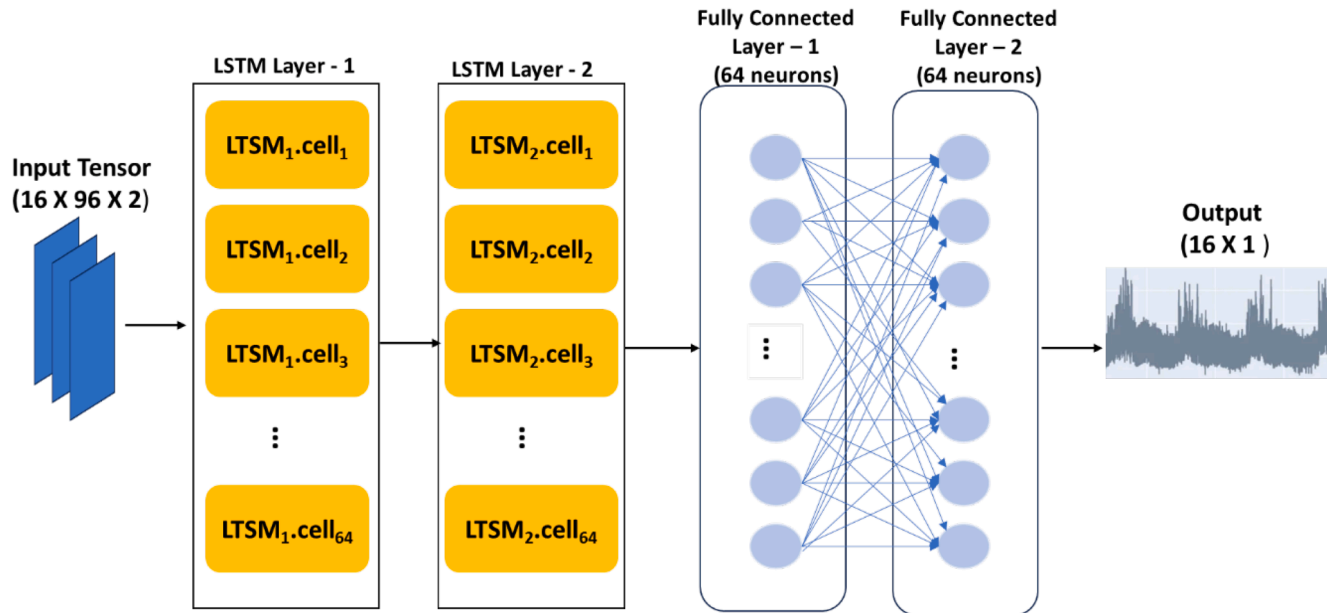 Input Tensor
(16 X 96 X 2)
LSTM Layer - 1
LTSM₁.cell₁
LTSM₁.cell₂
LTSM₁.cell₃
...
LTSM₁.cell₆₄
LSTM Layer - 2
LTSM₂.cell₁
LTSM₂.cell₂
LTSM₂.cell₃
...
LTSM₂.cell₆₄
Fully Connected
Layer – 1
(64 neurons)
...
Fully Connected
Layer – 2
(64 neurons)
...
Output
(16 X 1 )